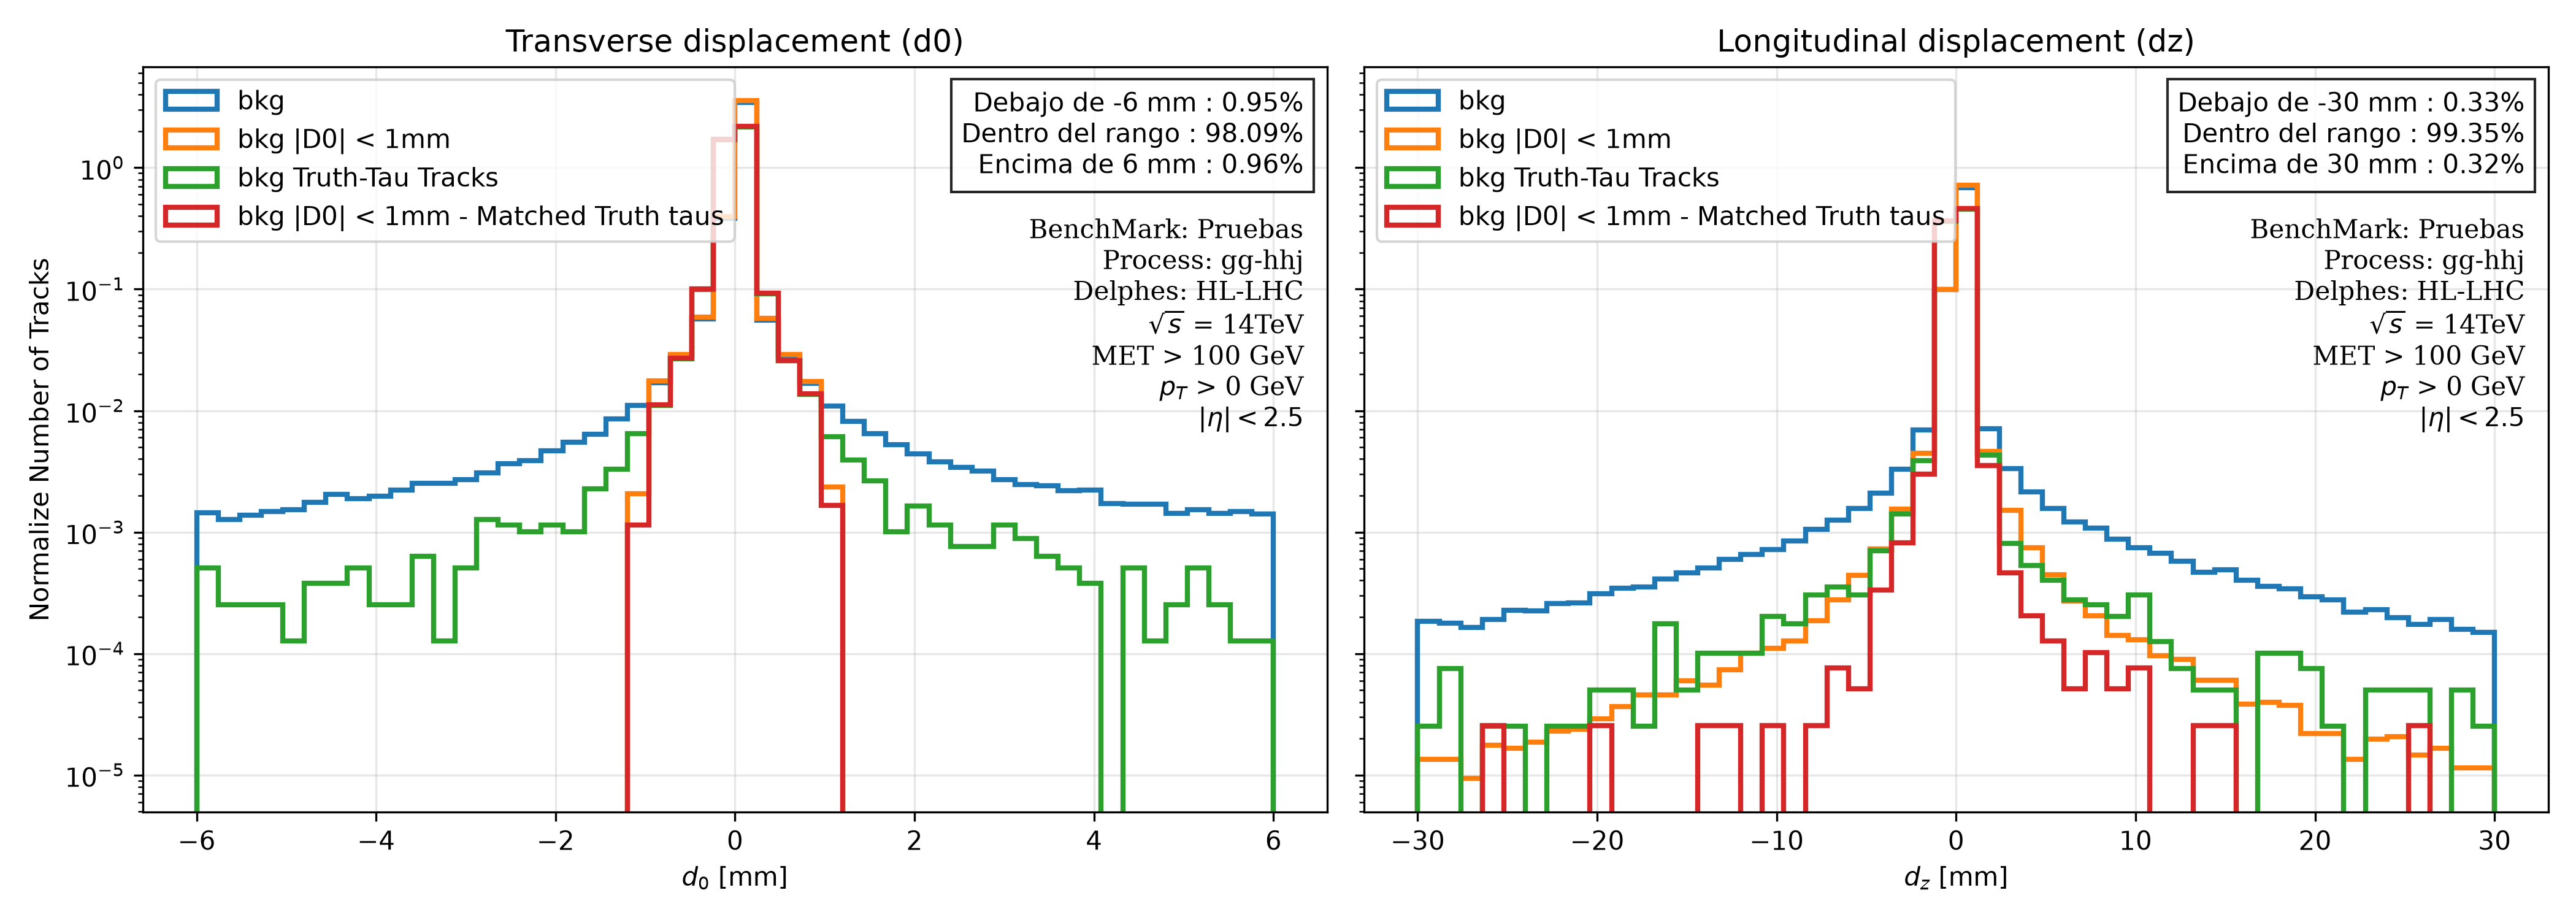 Transverse displacement (d0)
bkg
bkg |D0| < 1mm
bkg Truth-Tau Tracks
bkg |D0| < 1mm - Matched Truth taus
Debajo de -6 mm : 0.95%
Dentro del rango : 98.09%
Encima de 6 mm : 0.96%
BenchMark: Pruebas
Process: gg-hhj
Delphes: HL-LHC
√s = 14TeV
MET > 100 GeV
p_T > 0 GeV
|η| < 2.5
Normalize Number of Tracks
10⁰
10⁻¹
10⁻²
10⁻³
10⁻⁴
10⁻⁵
−6 −4 −2 0 2 4 6
d₀ [mm]
Longitudinal displacement (dz)
bkg
bkg |D0| < 1mm
bkg Truth-Tau Tracks
bkg |D0| < 1mm - Matched Truth taus
Debajo de -30 mm : 0.33%
Dentro del rango : 99.35%
Encima de 30 mm : 0.32%
BenchMark: Pruebas
Process: gg-hhj
Delphes: HL-LHC
√s = 14TeV
MET > 100 GeV
p_T > 0 GeV
|η| < 2.5
−30 −20 −10 0 10 20 30
d_z [mm]